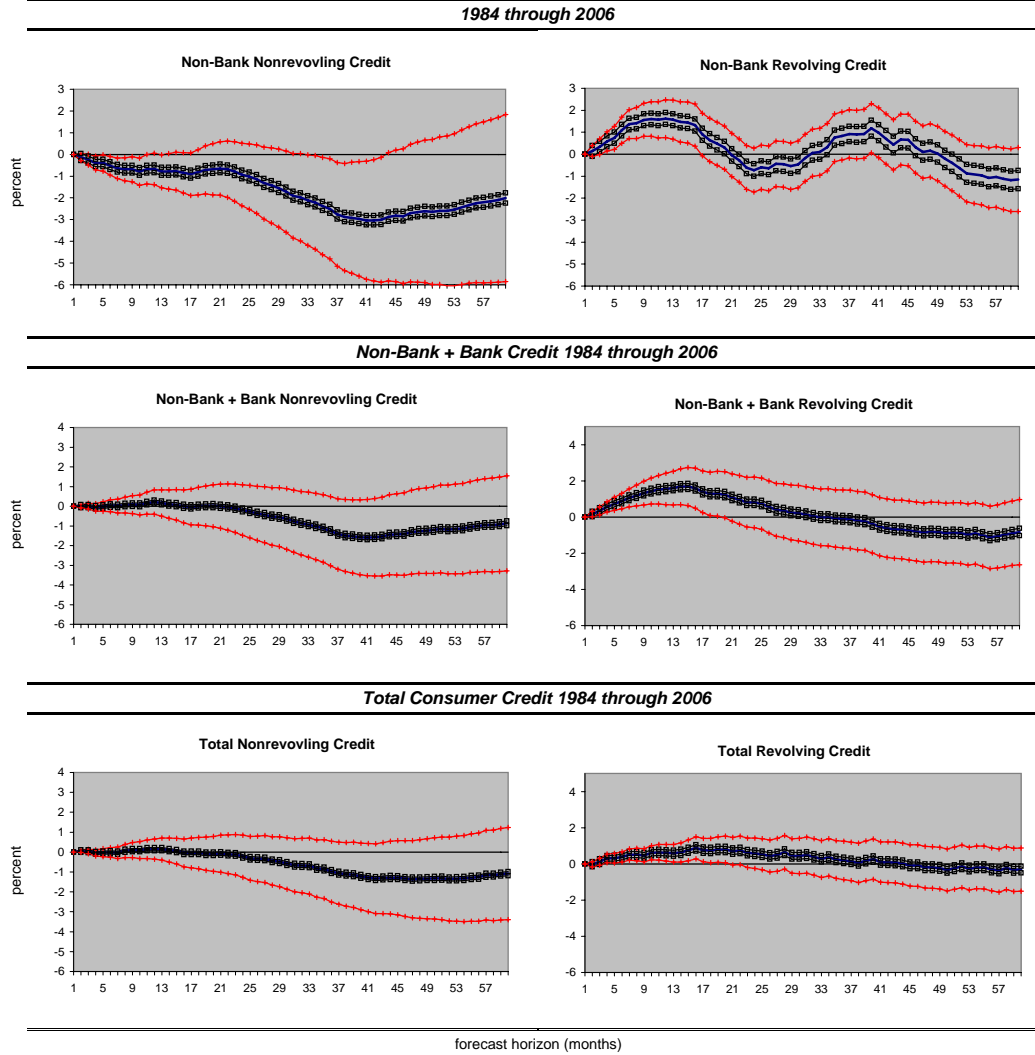 1984 through 2006
Non-Bank Nonrevovling Credit
Non-Bank Revolving Credit
3
2
1
0
-1
-2
-3
-4
-5
-6
percent
1 5 9 13 17 21 25 29 33 37 41 45 49 53 57
3
2
1
0
-1
-2
-3
-4
-5
-6
1 5 9 13 17 21 25 29 33 37 41 45 49 53 57
Non-Bank + Bank Credit 1984 through 2006
Non-Bank + Bank Nonrevovling Credit
Non-Bank + Bank Revolving Credit
4
3
2
1
0
-1
-2
-3
-4
-5
-6
percent
1 5 9 13 17 21 25 29 33 37 41 45 49 53 57
4
2
0
-2
-4
-6
1 5 9 13 17 21 25 29 33 37 41 45 49 53 57
Total Consumer Credit 1984 through 2006
Total Nonrevovling Credit
Total Revolving Credit
4
3
2
1
0
-1
-2
-3
-4
-5
-6
percent
1 5 9 13 17 21 25 29 33 37 41 45 49 53 57
4
2
0
-2
-4
-6
1 5 9 13 17 21 25 29 33 37 41 45 49 53 57
forecast horizon (months)